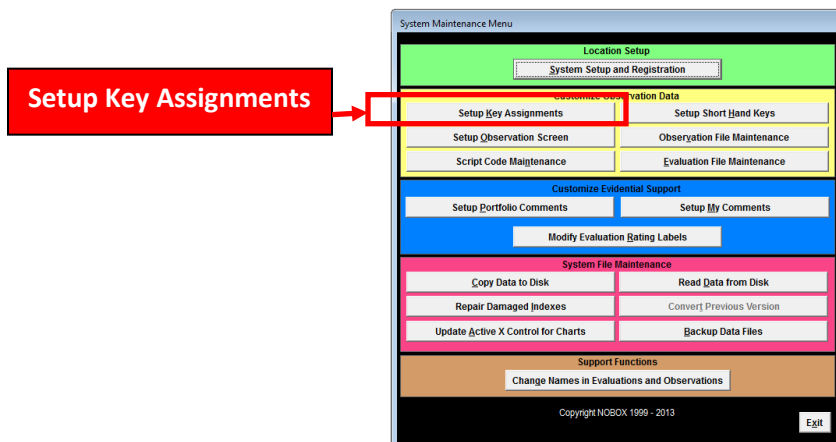 System Maintenance Menu
Location Setup
System Setup and Registration
Setup Key Assignments
Customize Observation Data
Setup Key Assignments
Setup Short Hand Keys
Setup Observation Screen
Observation File Maintenance
Script Code Maintenance
Evaluation File Maintenance
Customize Evidential Support
Setup Portfolio Comments
Setup My Comments
Modify Evaluation Rating Labels
System File Maintenance
Copy Data to Disk
Read Data from Disk
Repair Damaged Indexes
Convert Previous Version
Update Active X Control for Charts
Backup Data Files
Support Functions
Change Names in Evaluations and Observations
Copyright NOBOX 1999 - 2013
Exit